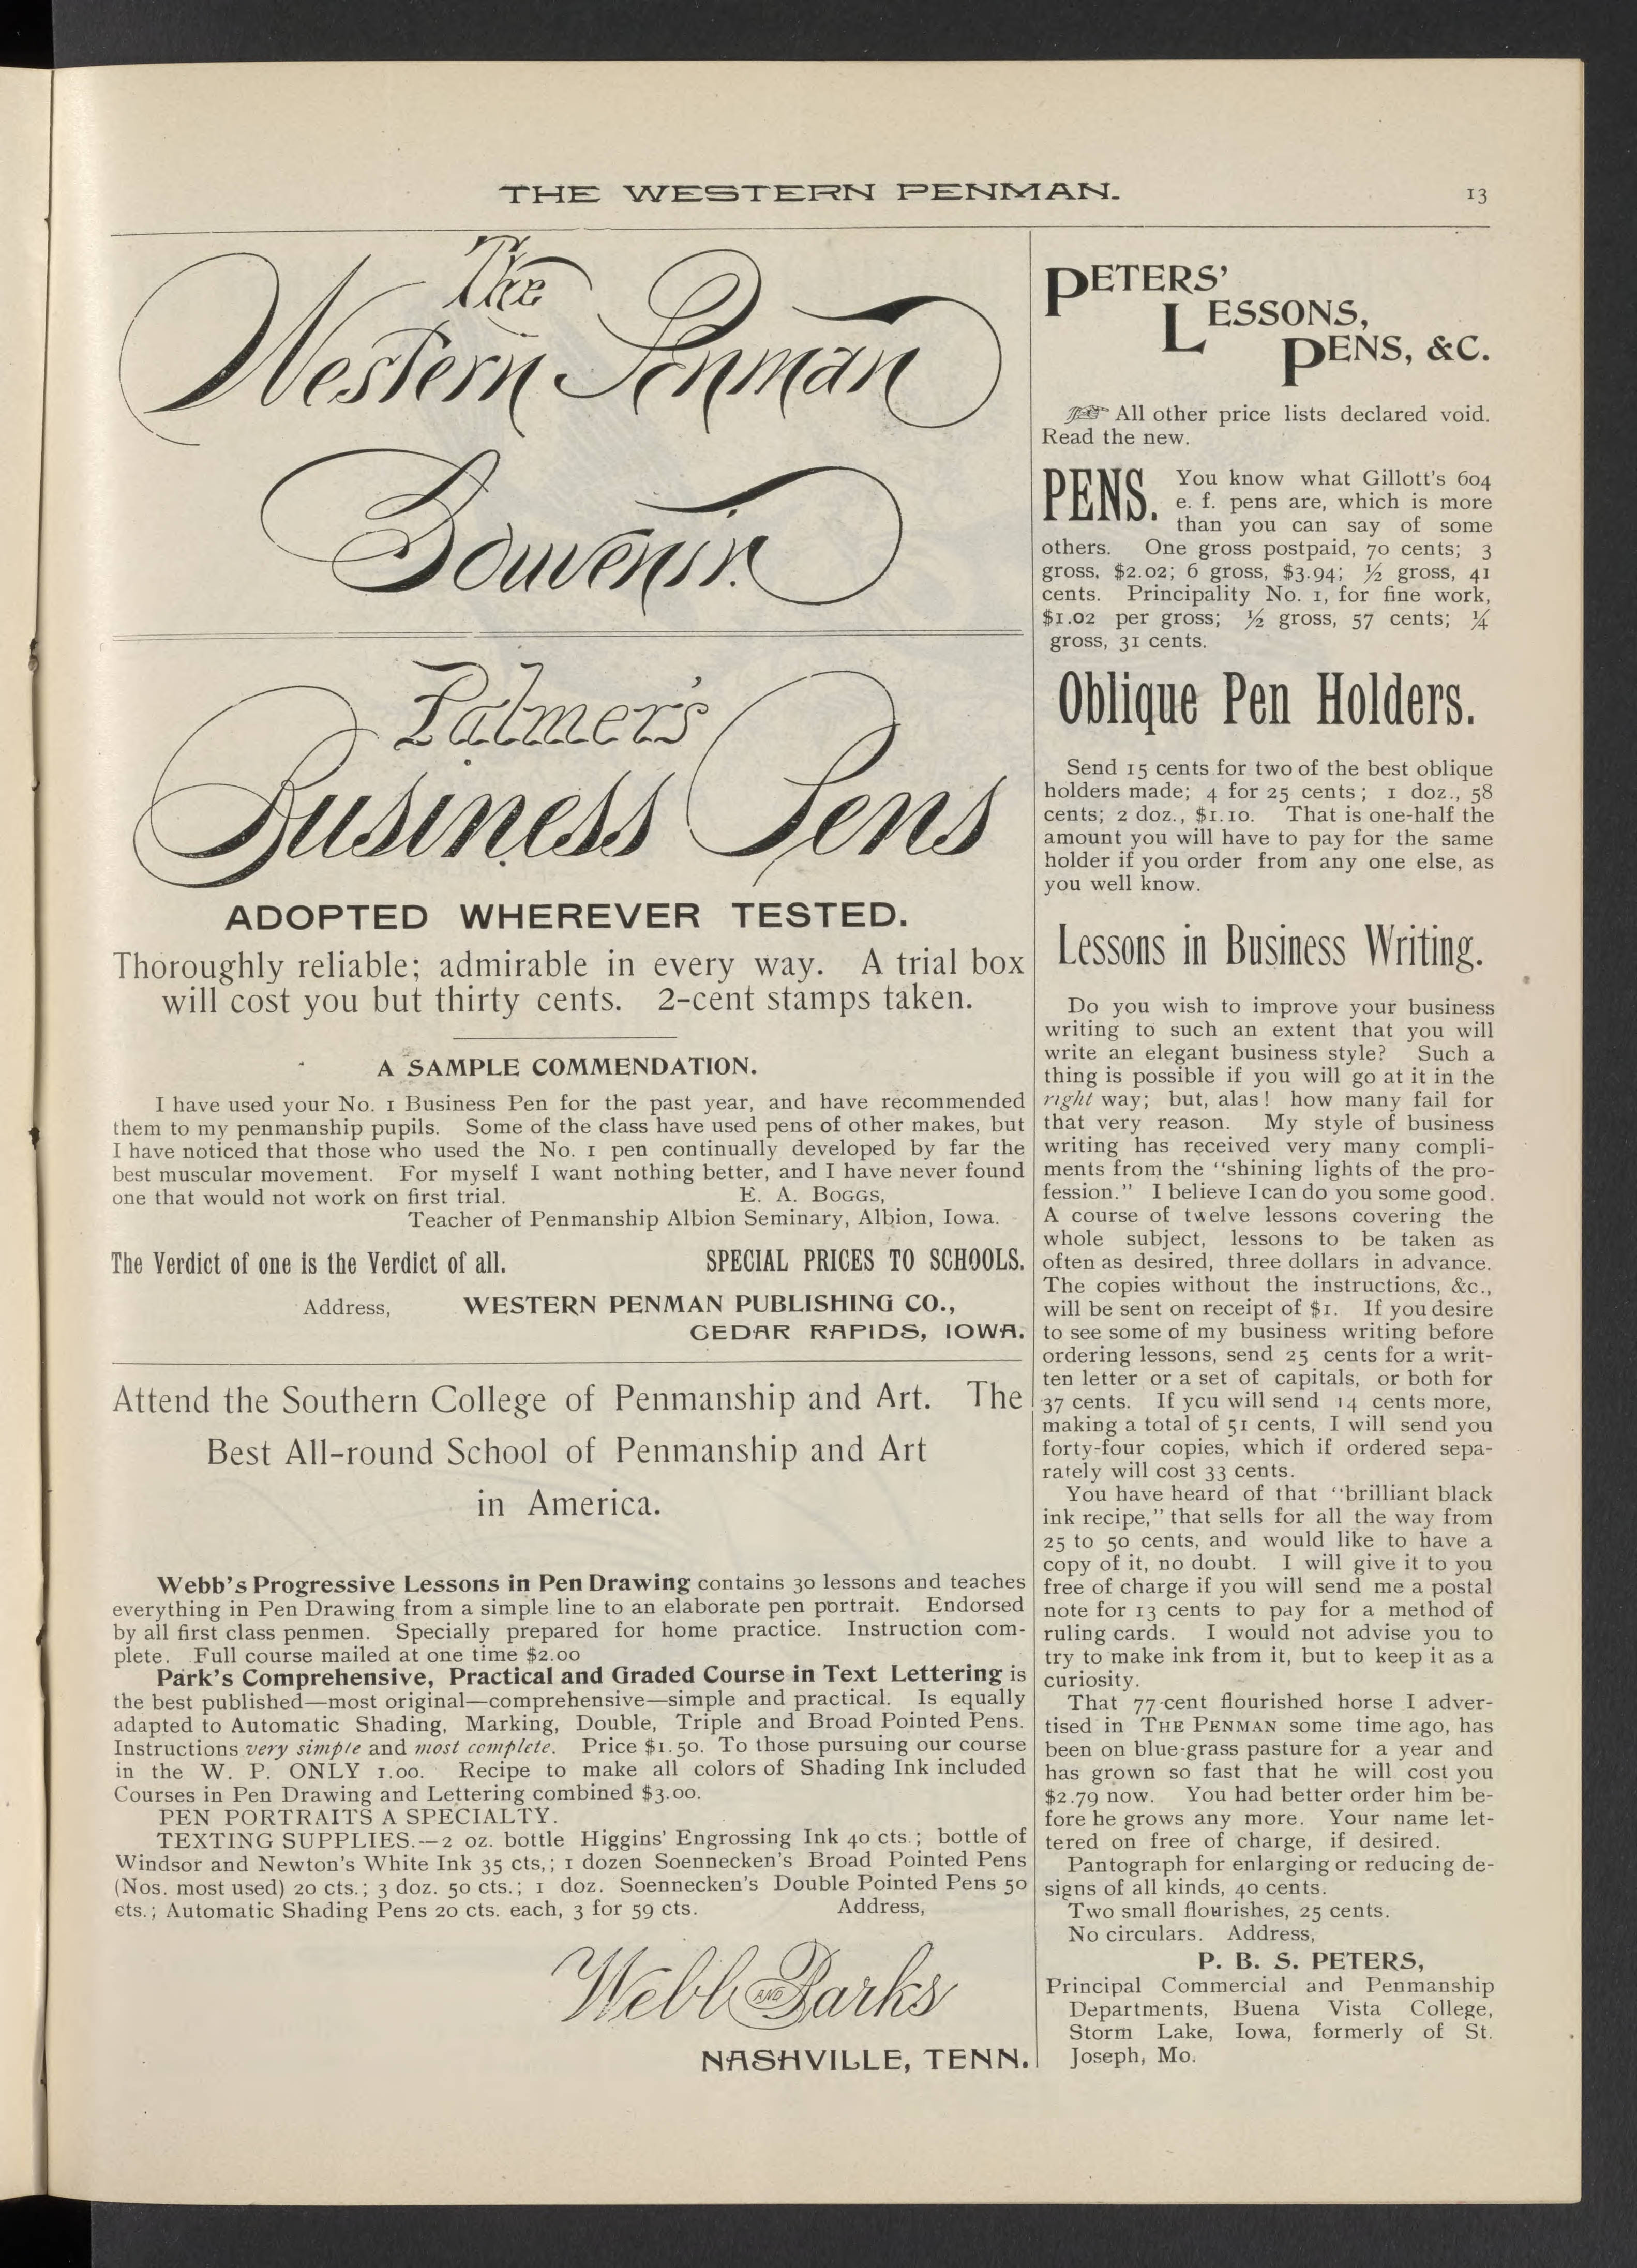 THE WESTERN PENMAN.
13
The
Western Penman
Souvenir.
Palmer's
Business Pens
ADOPTED WHEREVER TESTED.
Thoroughly reliable; admirable in every way. A trial box
will cost you but thirty cents. 2-cent stamps taken.
A SAMPLE COMMENDATION.
I have used your No. 1 Business Pen for the past year, and have recommended
them to my penmanship pupils. Some of the class have used pens of other makes, but
I have noticed that those who used the No. 1 pen continually developed by far the
best muscular movement. For myself I want nothing better, and I have never found
one that would not work on first trial. E. A. BOGGS,
Teacher of Penmanship Albion Seminary, Albion, Iowa.
The Verdict of one is the Verdict of all. SPECIAL PRICES TO SCHOOLS.
Address, WESTERN PENMAN PUBLISHING CO.,
CEDAR RAPIDS, IOWA.
Attend the Southern College of Penmanship and Art. The
Best All-round School of Penmanship and Art
in America.
Webb's Progressive Lessons in Pen Drawing contains 30 lessons and teaches
everything in Pen Drawing from a simple line to an elaborate pen portrait. Endorsed
by all first class penmen. Specially prepared for home practice. Instruction com-
plete. Full course mailed at one time $2.00
Park's Comprehensive, Practical and Graded Course in Text Lettering is
the best published—most original—comprehensive—simple and practical. Is equally
adapted to Automatic Shading, Marking, Double, Triple and Broad Pointed Pens.
Instructions very simple and most complete. Price $1.50. To those pursuing our course
in the W. P. ONLY 1.00. Recipe to make all colors of Shading Ink included
Courses in Pen Drawing and Lettering combined $3.00.
PEN PORTRAITS A SPECIALTY.
TEXTING SUPPLIES.—2 oz. bottle Higgins' Engrossing Ink 40 cts.; bottle of
Windsor and Newton's White Ink 35 cts,; 1 dozen Soennecken's Broad Pointed Pens
(Nos. most used) 20 cts.; 3 doz. 50 cts.; 1 doz. Soennecken's Double Pointed Pens 50
cts.; Automatic Shading Pens 20 cts. each, 3 for 59 cts. Address,
Webb AND Parks
NASHVILLE, TENN.
PETERS'
LESSONS,
PENS, &C.
☞ All other price lists declared void.
Read the new.
PENS. You know what Gillott's 604
e. f. pens are, which is more
than you can say of some
others. One gross postpaid, 70 cents; 3
gross, $2.02; 6 gross, $3.94; ½ gross, 41
cents. Principality No. 1, for fine work,
$1.02 per gross; ½ gross, 57 cents; ¼
gross, 31 cents.
Oblique Pen Holders.
Send 15 cents for two of the best oblique
holders made; 4 for 25 cents; 1 doz., 58
cents; 2 doz., $1.10. That is one-half the
amount you will have to pay for the same
holder if you order from any one else, as
you well know.
Lessons in Business Writing.
Do you wish to improve your business
writing to such an extent that you will
write an elegant business style? Such a
thing is possible if you will go at it in the
right way; but, alas! how many fail for
that very reason. My style of business
writing has received very many compli-
ments from the "shining lights of the pro-
fession." I believe I can do you some good.
A course of twelve lessons covering the
whole subject, lessons to be taken as
often as desired, three dollars in advance.
The copies without the instructions, &c.,
will be sent on receipt of $1. If you desire
to see some of my business writing before
ordering lessons, send 25 cents for a writ-
ten letter or a set of capitals, or both for
37 cents. If you will send 14 cents more,
making a total of 51 cents, I will send you
forty-four copies, which if ordered sepa-
rately will cost 33 cents.
You have heard of that "brilliant black
ink recipe," that sells for all the way from
25 to 50 cents, and would like to have a
copy of it, no doubt. I will give it to you
free of charge if you will send me a postal
note for 13 cents to pay for a method of
ruling cards. I would not advise you to
try to make ink from it, but to keep it as a
curiosity.
That 77-cent flourished horse I adver-
tised in THE PENMAN some time ago, has
been on blue-grass pasture for a year and
has grown so fast that he will cost you
$2.79 now. You had better order him be-
fore he grows any more. Your name let-
tered on free of charge, if desired.
Pantograph for enlarging or reducing de-
signs of all kinds, 40 cents.
Two small flourishes, 25 cents.
No circulars. Address,
P. B. S. PETERS,
Principal Commercial and Penmanship
Departments, Buena Vista College,
Storm Lake, Iowa, formerly of St.
Joseph, Mo.